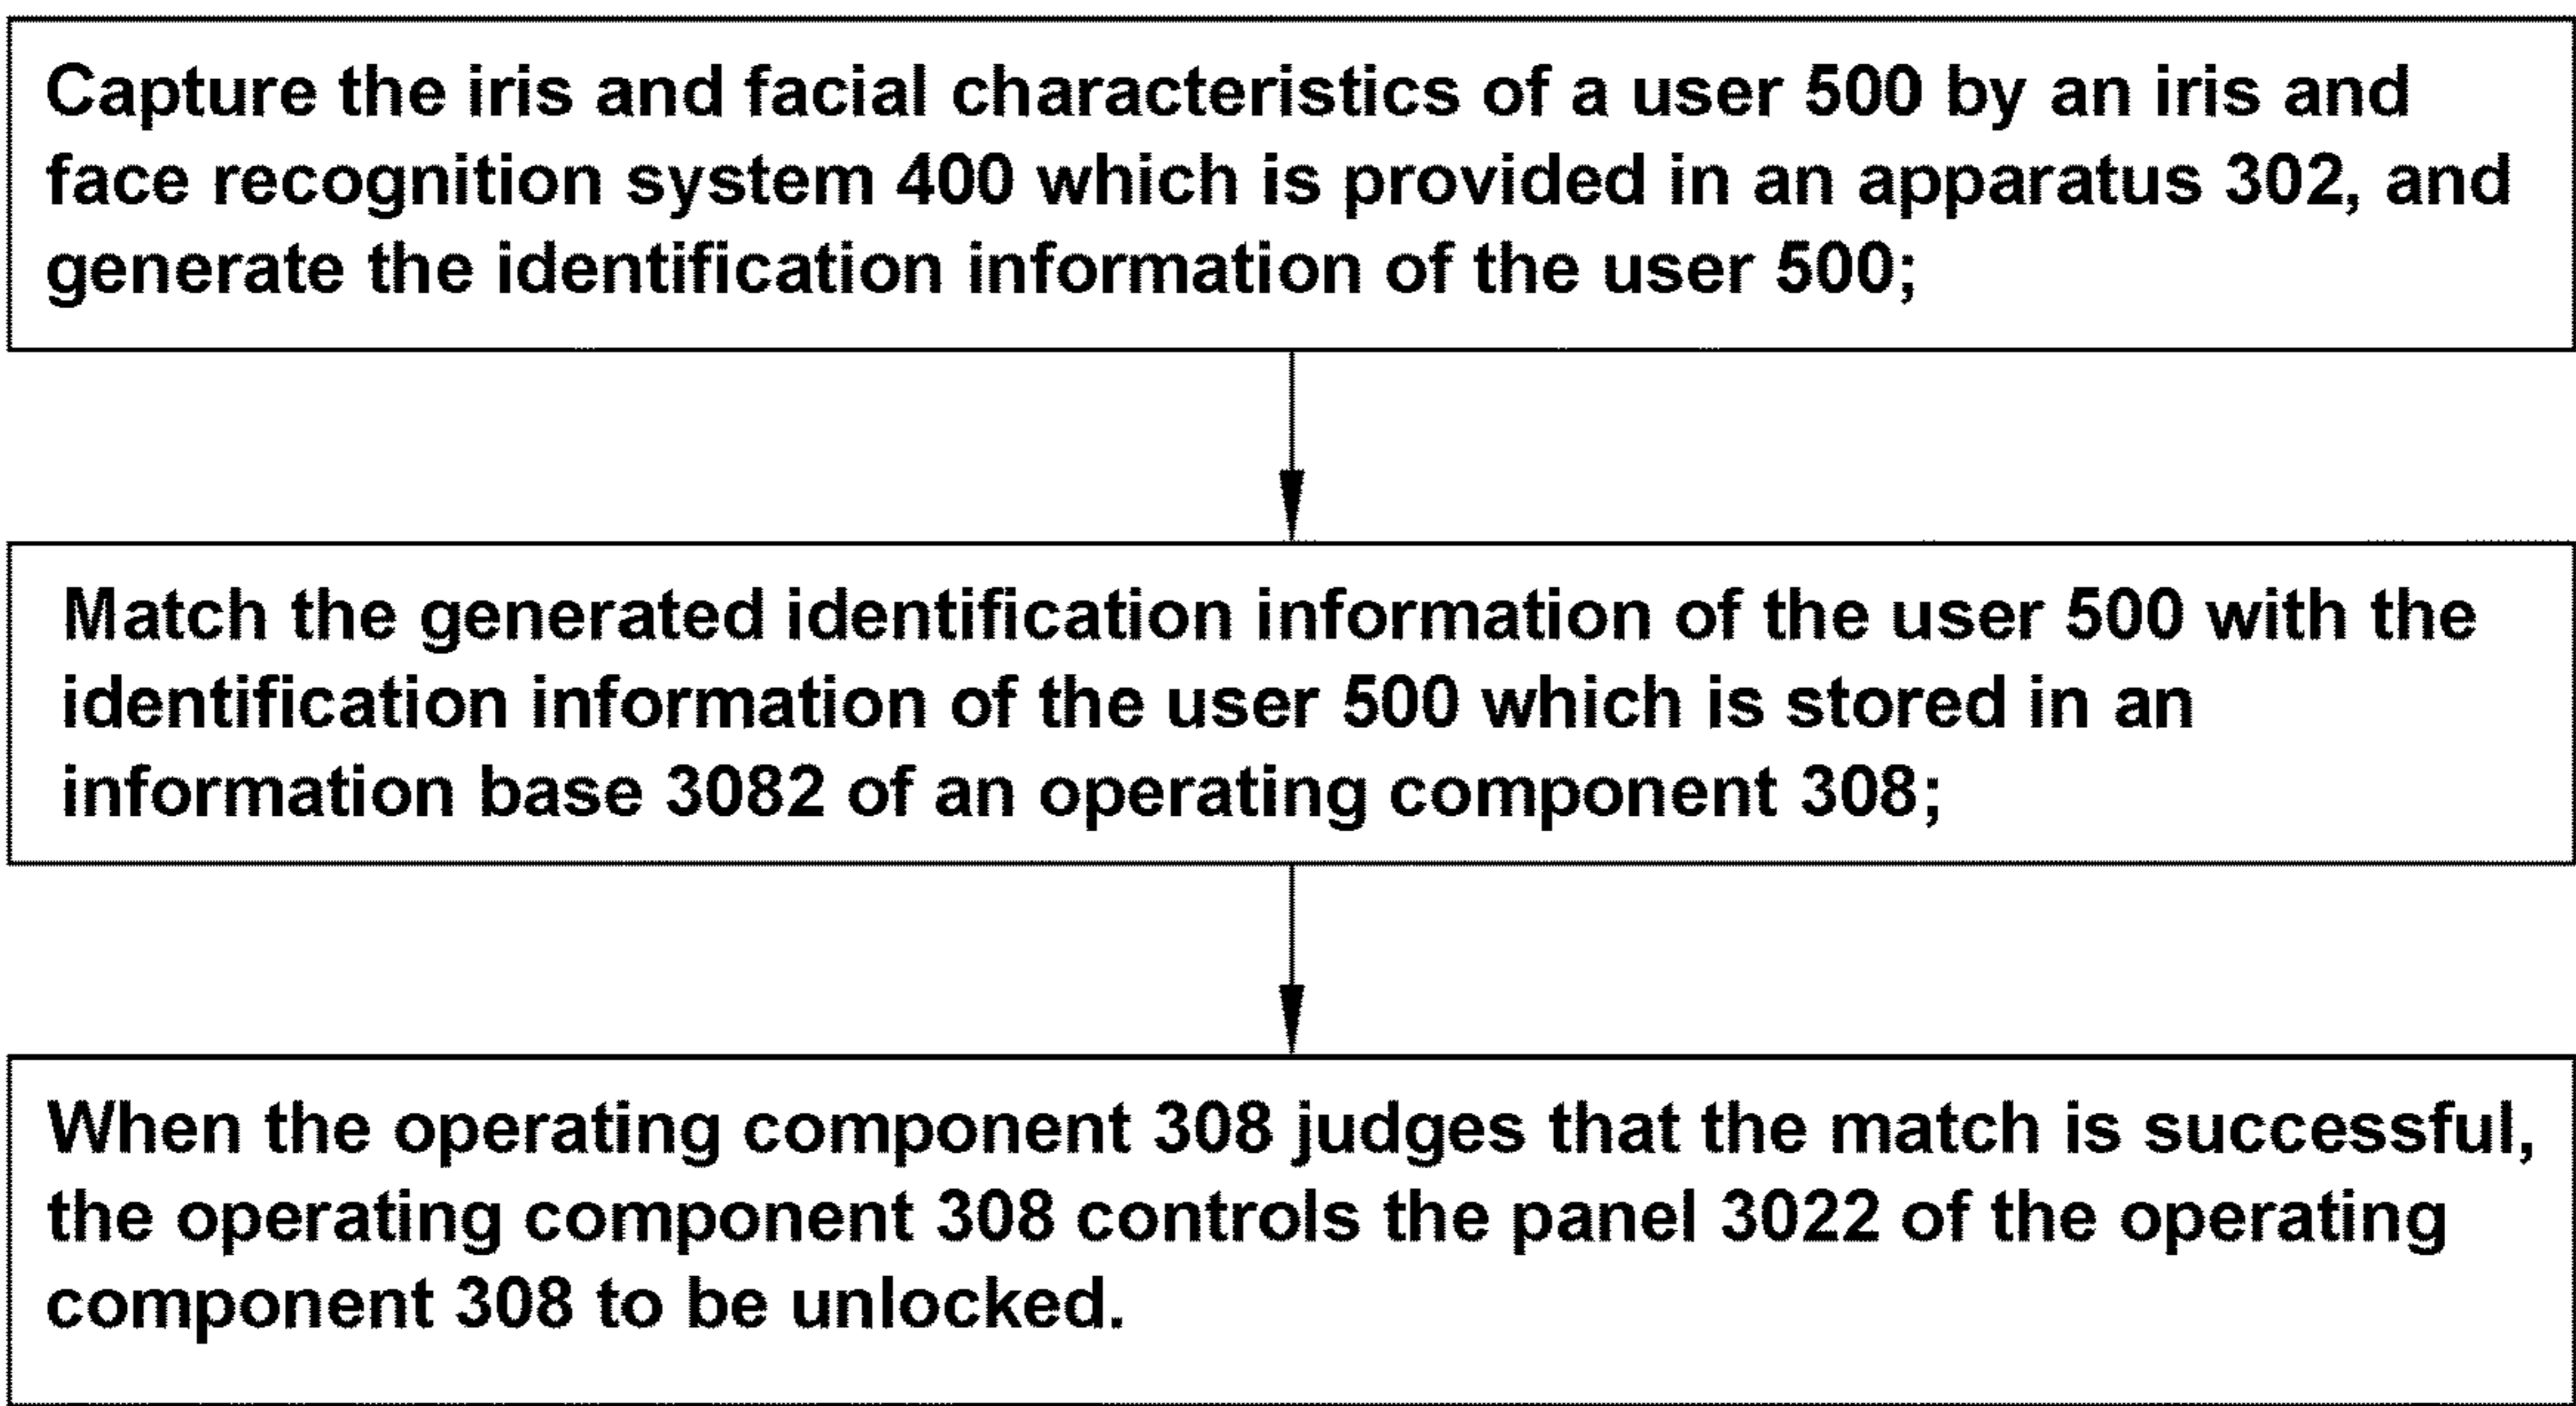 Capture the iris and facial characteristics of a user 500 by an iris and
face recognition system 400 which is provided in an apparatus 302, and
generate the identification information of the user 500;
Match the generated identification information of the user 500 with the
identification information of the user 500 which is stored in an
information base 3082 of an operating component 308;
When the operating component 308 judges that the match is successful,
the operating component 308 controls the panel 3022 of the operating
component 308 to be unlocked.